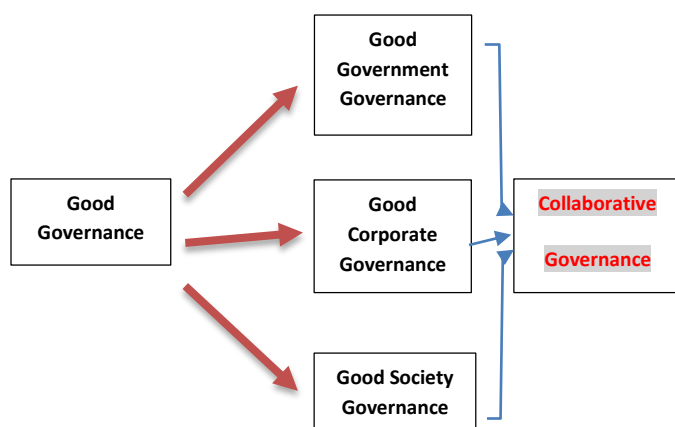 Good
Government
Governance
Good
Governance
Good
Corporate
Governance
Collaborative
Governance
Good Society
Governance